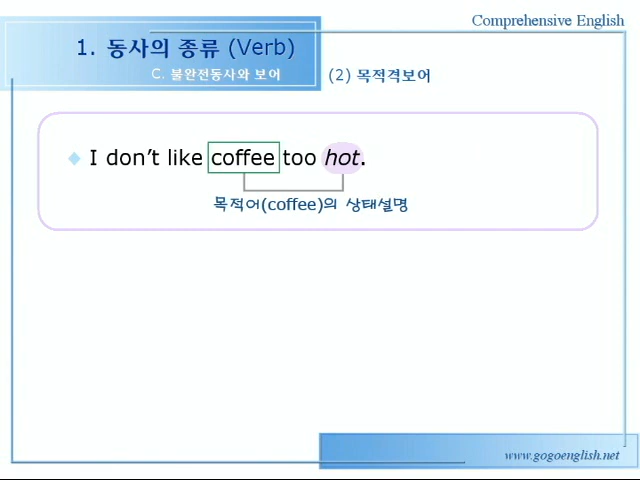 Comprehensive English
1. 동사의 종류 (Verb)
C. 불완전동사와 보어
(2) 목적격보어
I don't like coffee too hot.
목적어(coffee)의 상태설명
www.gogoenglish.net